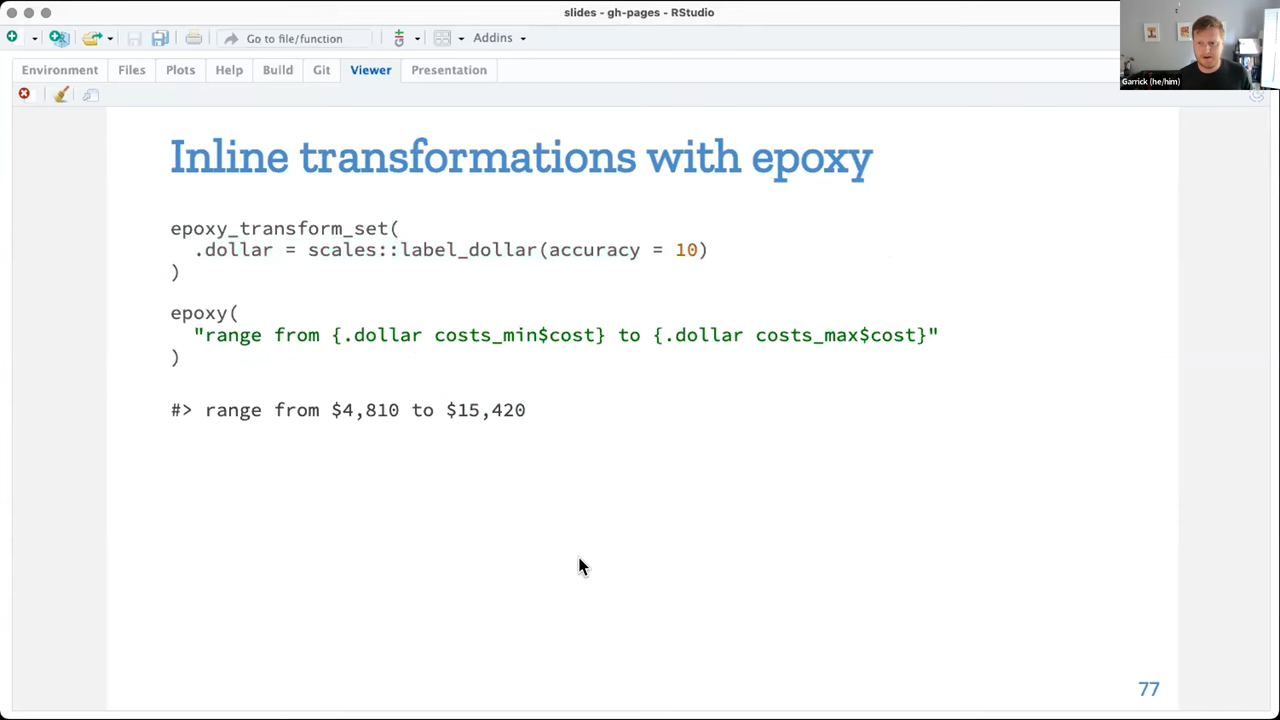 slides - gh-pages - RStudio
Go to file/function
Addins
Garrick (he/him)
Environment
Files
Plots
Help
Build
Git
Viewer
Presentation
Inline transformations with epoxy
epoxy_transform_set(
  .dollar = scales::label_dollar(accuracy = 10)
)
epoxy(
  "range from {.dollar costs_min$cost} to {.dollar costs_max$cost}"
)
#> range from $4,810 to $15,420
77